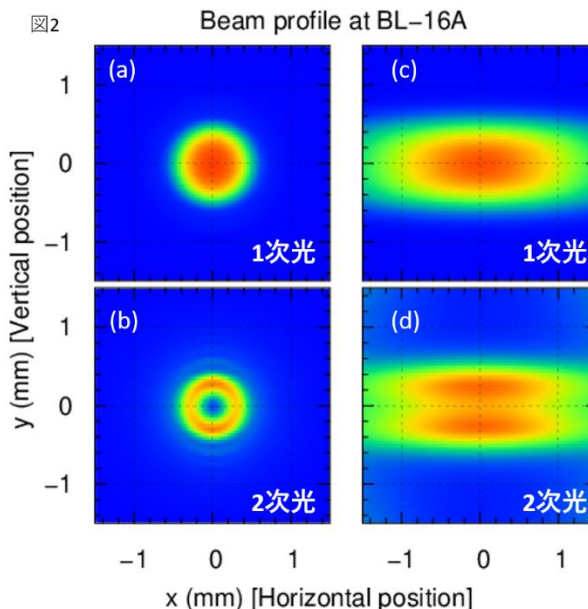 図2
Beam profile at BL-16A
(a)
(c)
1
0
-1
1次光
1次光
(b)
(d)
1
0
-1
2次光
2次光
y (mm) [Vertical position]
-1 0 1
-1 0 1
x (mm) [Horizontal position]